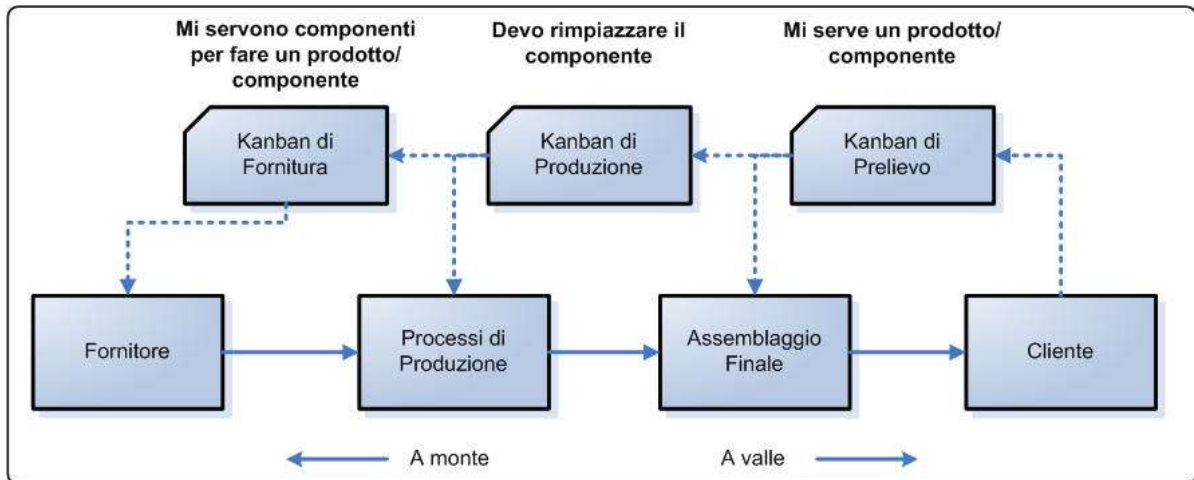 Mi servono componenti
per fare un prodotto/
componente
Devo rimpiazzare il
componente
Mi serve un prodotto/
componente
Kanban di
Fornitura
Kanban di
Produzione
Kanban di
Prelievo
Fornitore
Processi di
Produzione
Assemblaggio
Finale
Cliente
A monte
A valle